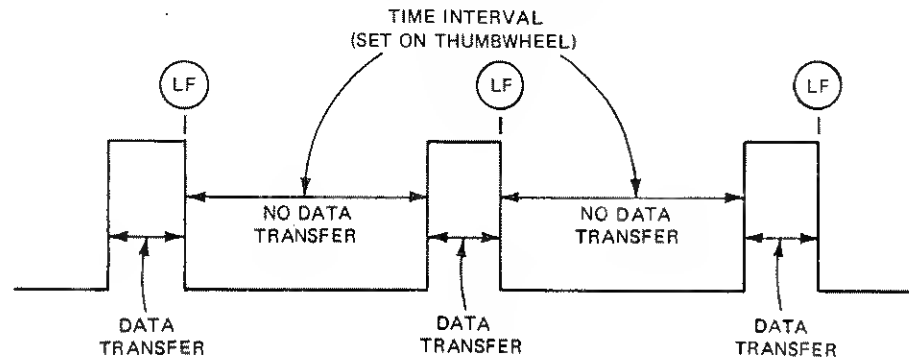 TIME INTERVAL
(SET ON THUMBWHEEL)
LF
LF
LF
NO DATA
TRANSFER
NO DATA
TRANSFER
DATA
TRANSFER
DATA
TRANSFER
DATA
TRANSFER